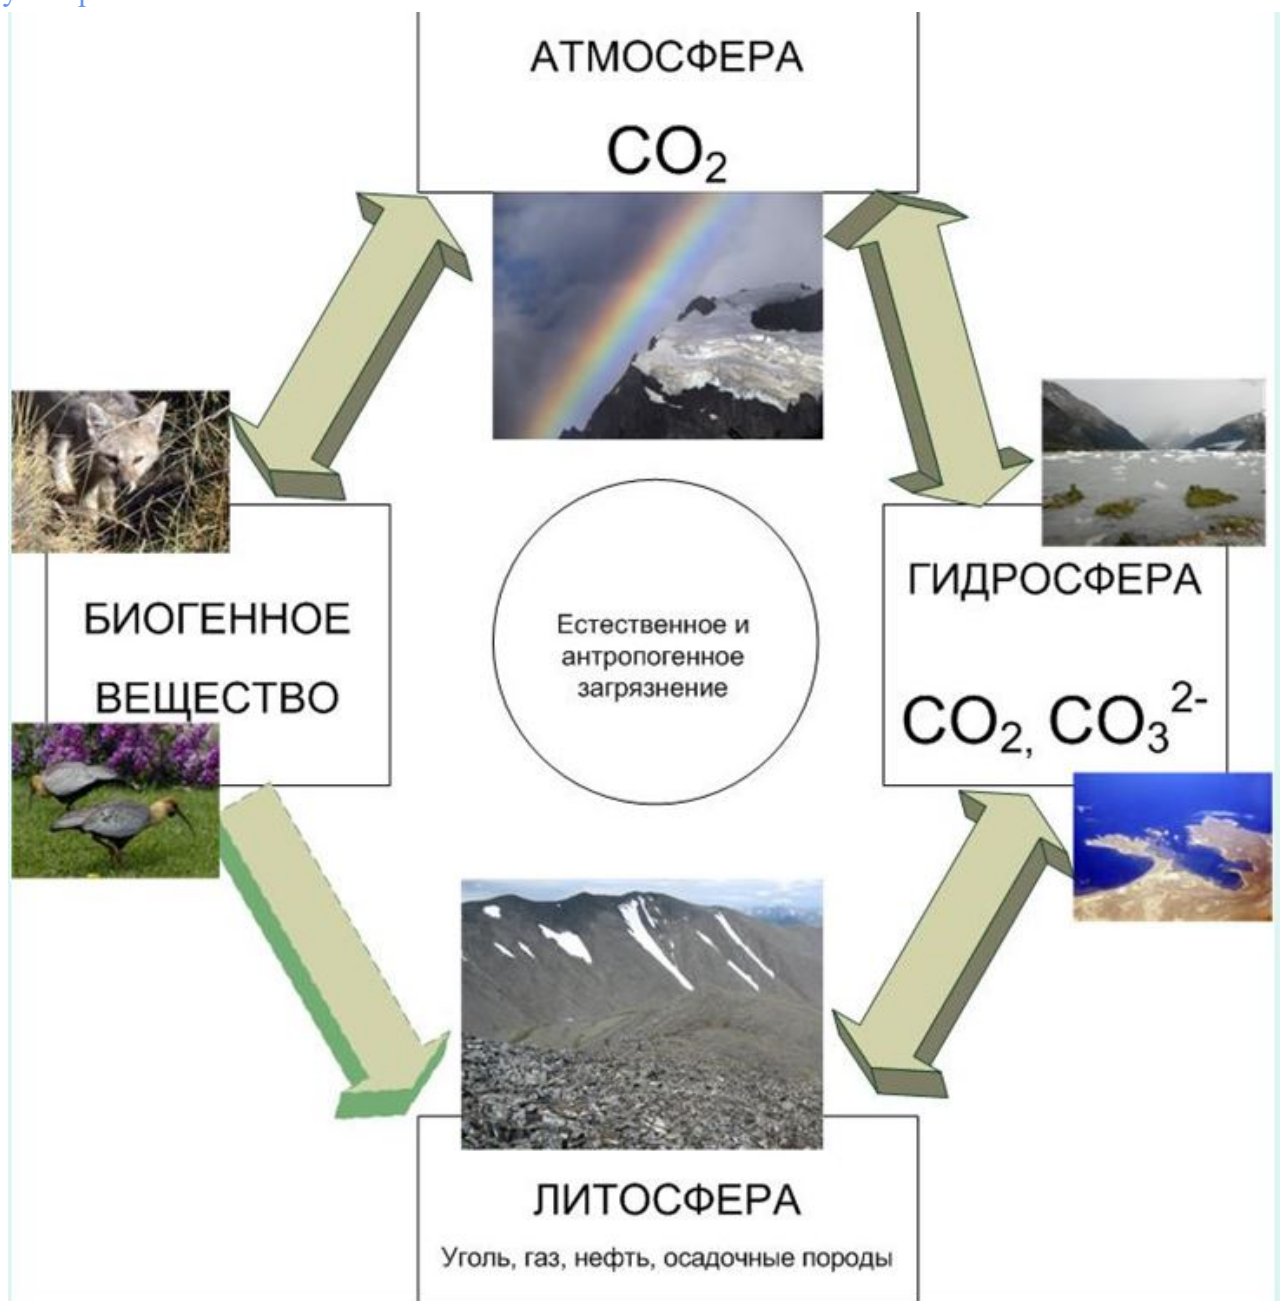 АТМОСФЕРА
CO₂
БИОГЕННОЕ
ВЕЩЕСТВО
Естественное и
антропогенное
загрязнение
ГИДРОСФЕРА
CO₂, CO₃²⁻
ЛИТОСФЕРА
Уголь, газ, нефть, осадочные породы